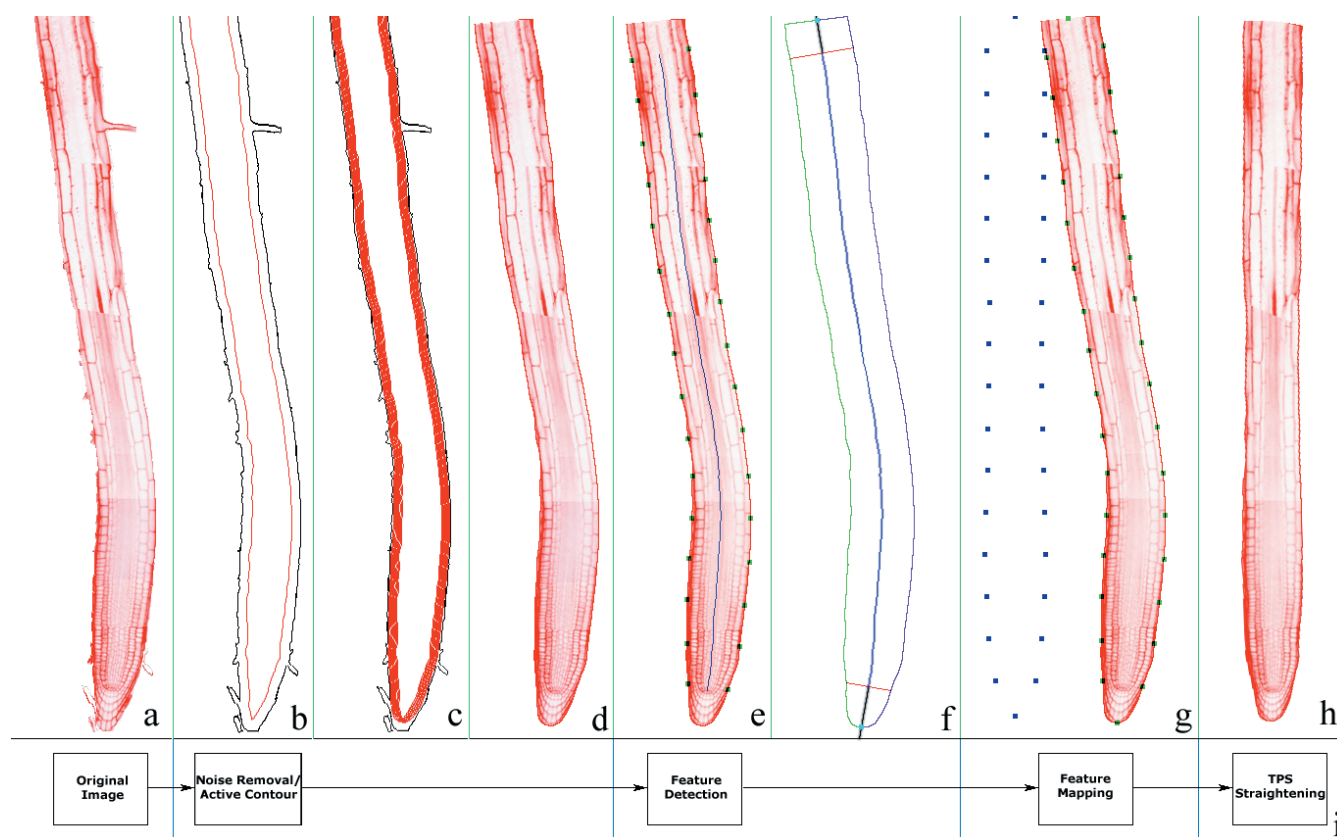 a
b
c
d
e
f
g
h
Original
Image
Noise Removal/
Active Contour
Feature
Detection
Feature
Mapping
TPS
Straightening
i